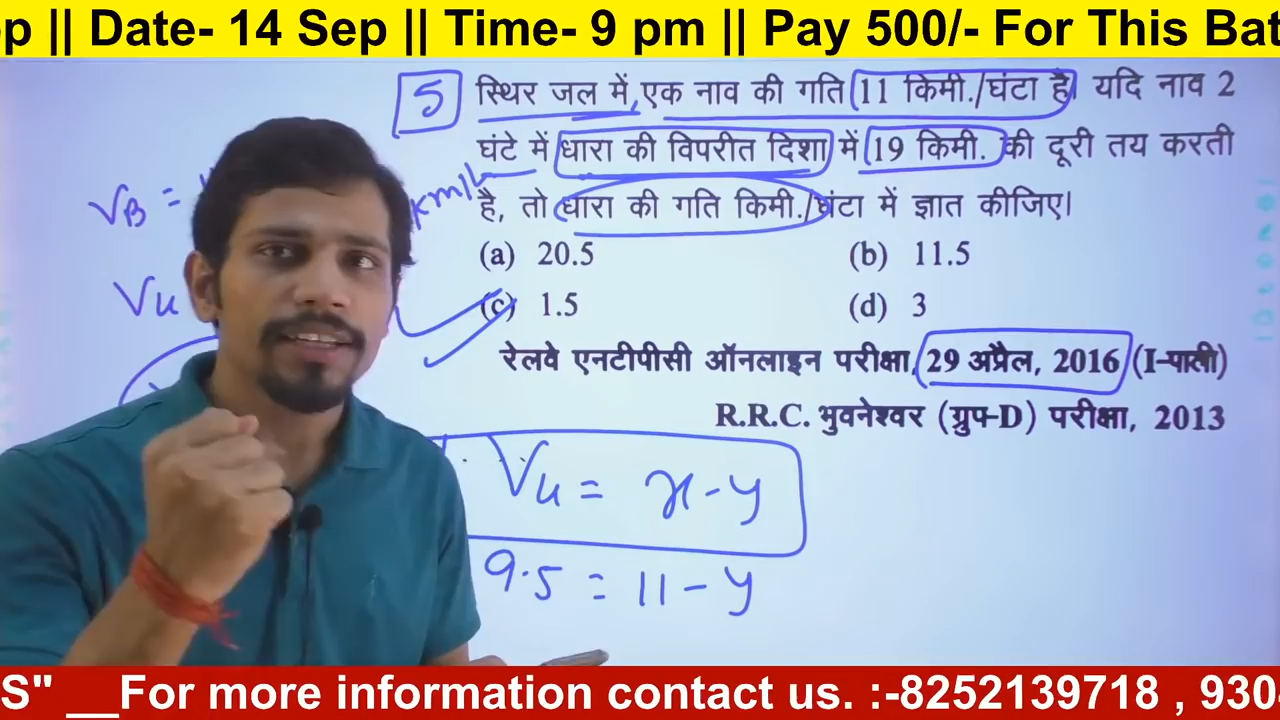 p || Date- 14 Sep || Time- 9 pm || Pay 500/- For This Bat
5 स्थिर जल में, एक नाव की गति 11 किमी./घंटा है। यदि नाव 2
घंटे में धारा की विपरीत दिशा में 19 किमी. की दूरी तय करती
है, तो धारा की गति किमी./घंटा में ज्ञात कीजिए।
VB =
km/h
Vu
(a) 20.5 (b) 11.5
(c) 1.5 (d) 3
रेलवे एनटीपीसी ऑनलाइन परीक्षा, 29 अप्रैल, 2016 (I-पाली)
R.R.C. भुवनेश्वर (ग्रुप-D) परीक्षा, 2013
Vu = x - y
9.5 = 11 - y
S" __For more information contact us. :-8252139718 , 930